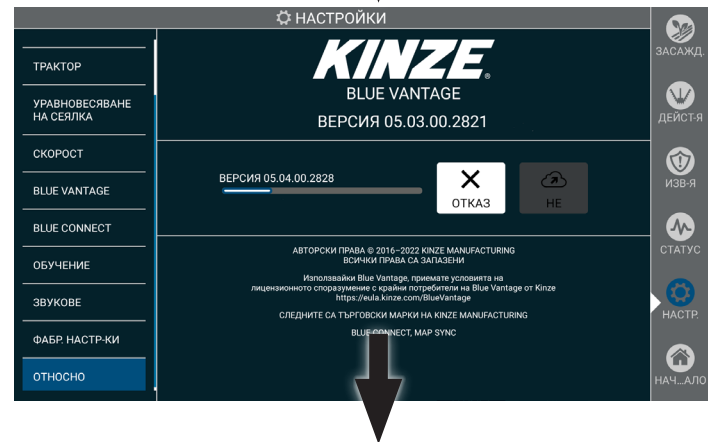 НАСТРОЙКИ
ТРАКТОР
УРАВНОВЕСЯВАНЕ
НА СЕЯЛКА
СКОРОСТ
BLUE VANTAGE
BLUE CONNECT
ОБУЧЕНИЕ
ЗВУКОВЕ
ФАБР. НАСТР-КИ
ОТНОСНО
KINZE®
BLUE VANTAGE
ВЕРСИЯ 05.03.00.2821
ВЕРСИЯ 05.04.00.2828
ОТКАЗ
НЕ
АВТОРСКИ ПРАВА © 2016–2022 KINZE MANUFACTURING
ВСИЧКИ ПРАВА СА ЗАПАЗЕНИ
Използвайки Blue Vantage, приемате условията на
лицензионното споразумение с крайни потребители на Blue Vantage от Kinze
https://eula.kinze.com/BlueVantage
СЛЕДНИТЕ СА ТЪРГОВСКИ МАРКИ НА KINZE MANUFACTURING
BLUE CONNECT, MAP SYNC
ЗАСАЖД.
ДЕЙСТ-Я
ИЗВ-Я
СТАТУС
НАСТР.
НАЧ...АЛО